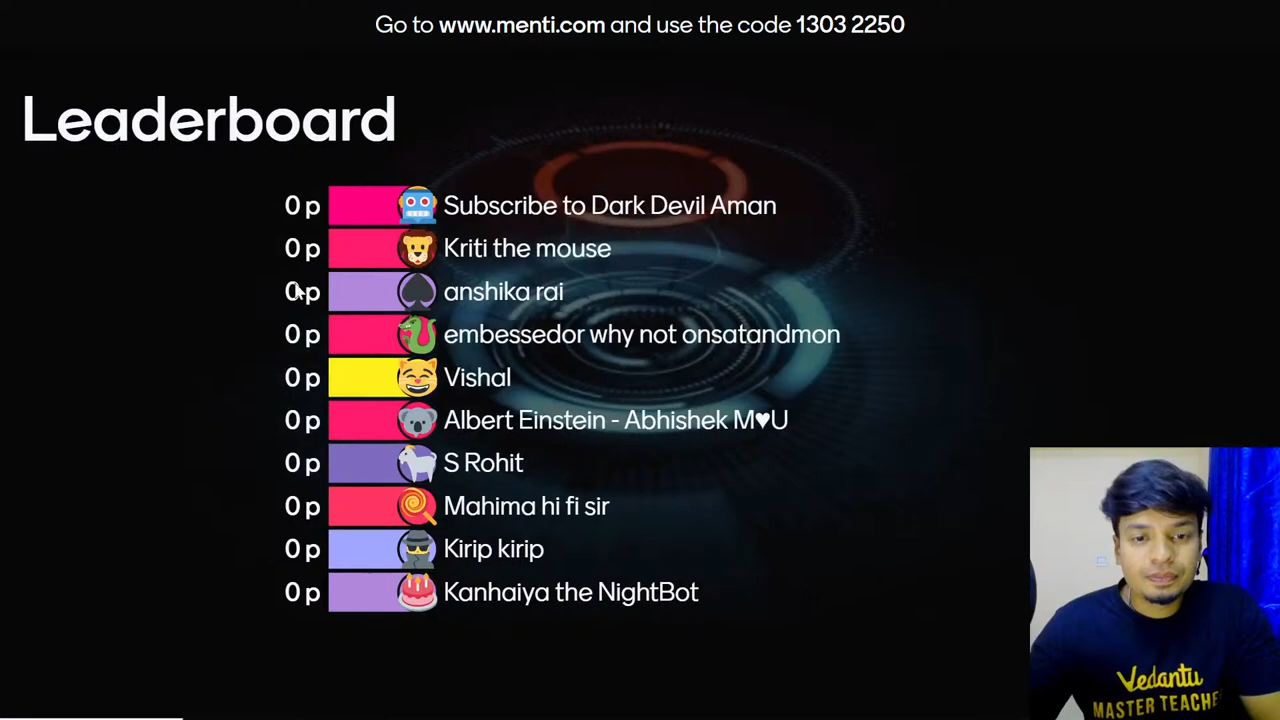 Go to www.menti.com and use the code 1303 2250
Leaderboard
0 p Subscribe to Dark Devil Aman
0 p Kriti the mouse
0 p anshika rai
0 p embessedor why not onsatandmon
0 p Vishal
0 p Albert Einstein - Abhishek M♥U
0 p S Rohit
0 p Mahima hi fi sir
0 p Kirip kirip
0 p Kanhaiya the NightBot
Vedantu
MASTER TEACHE